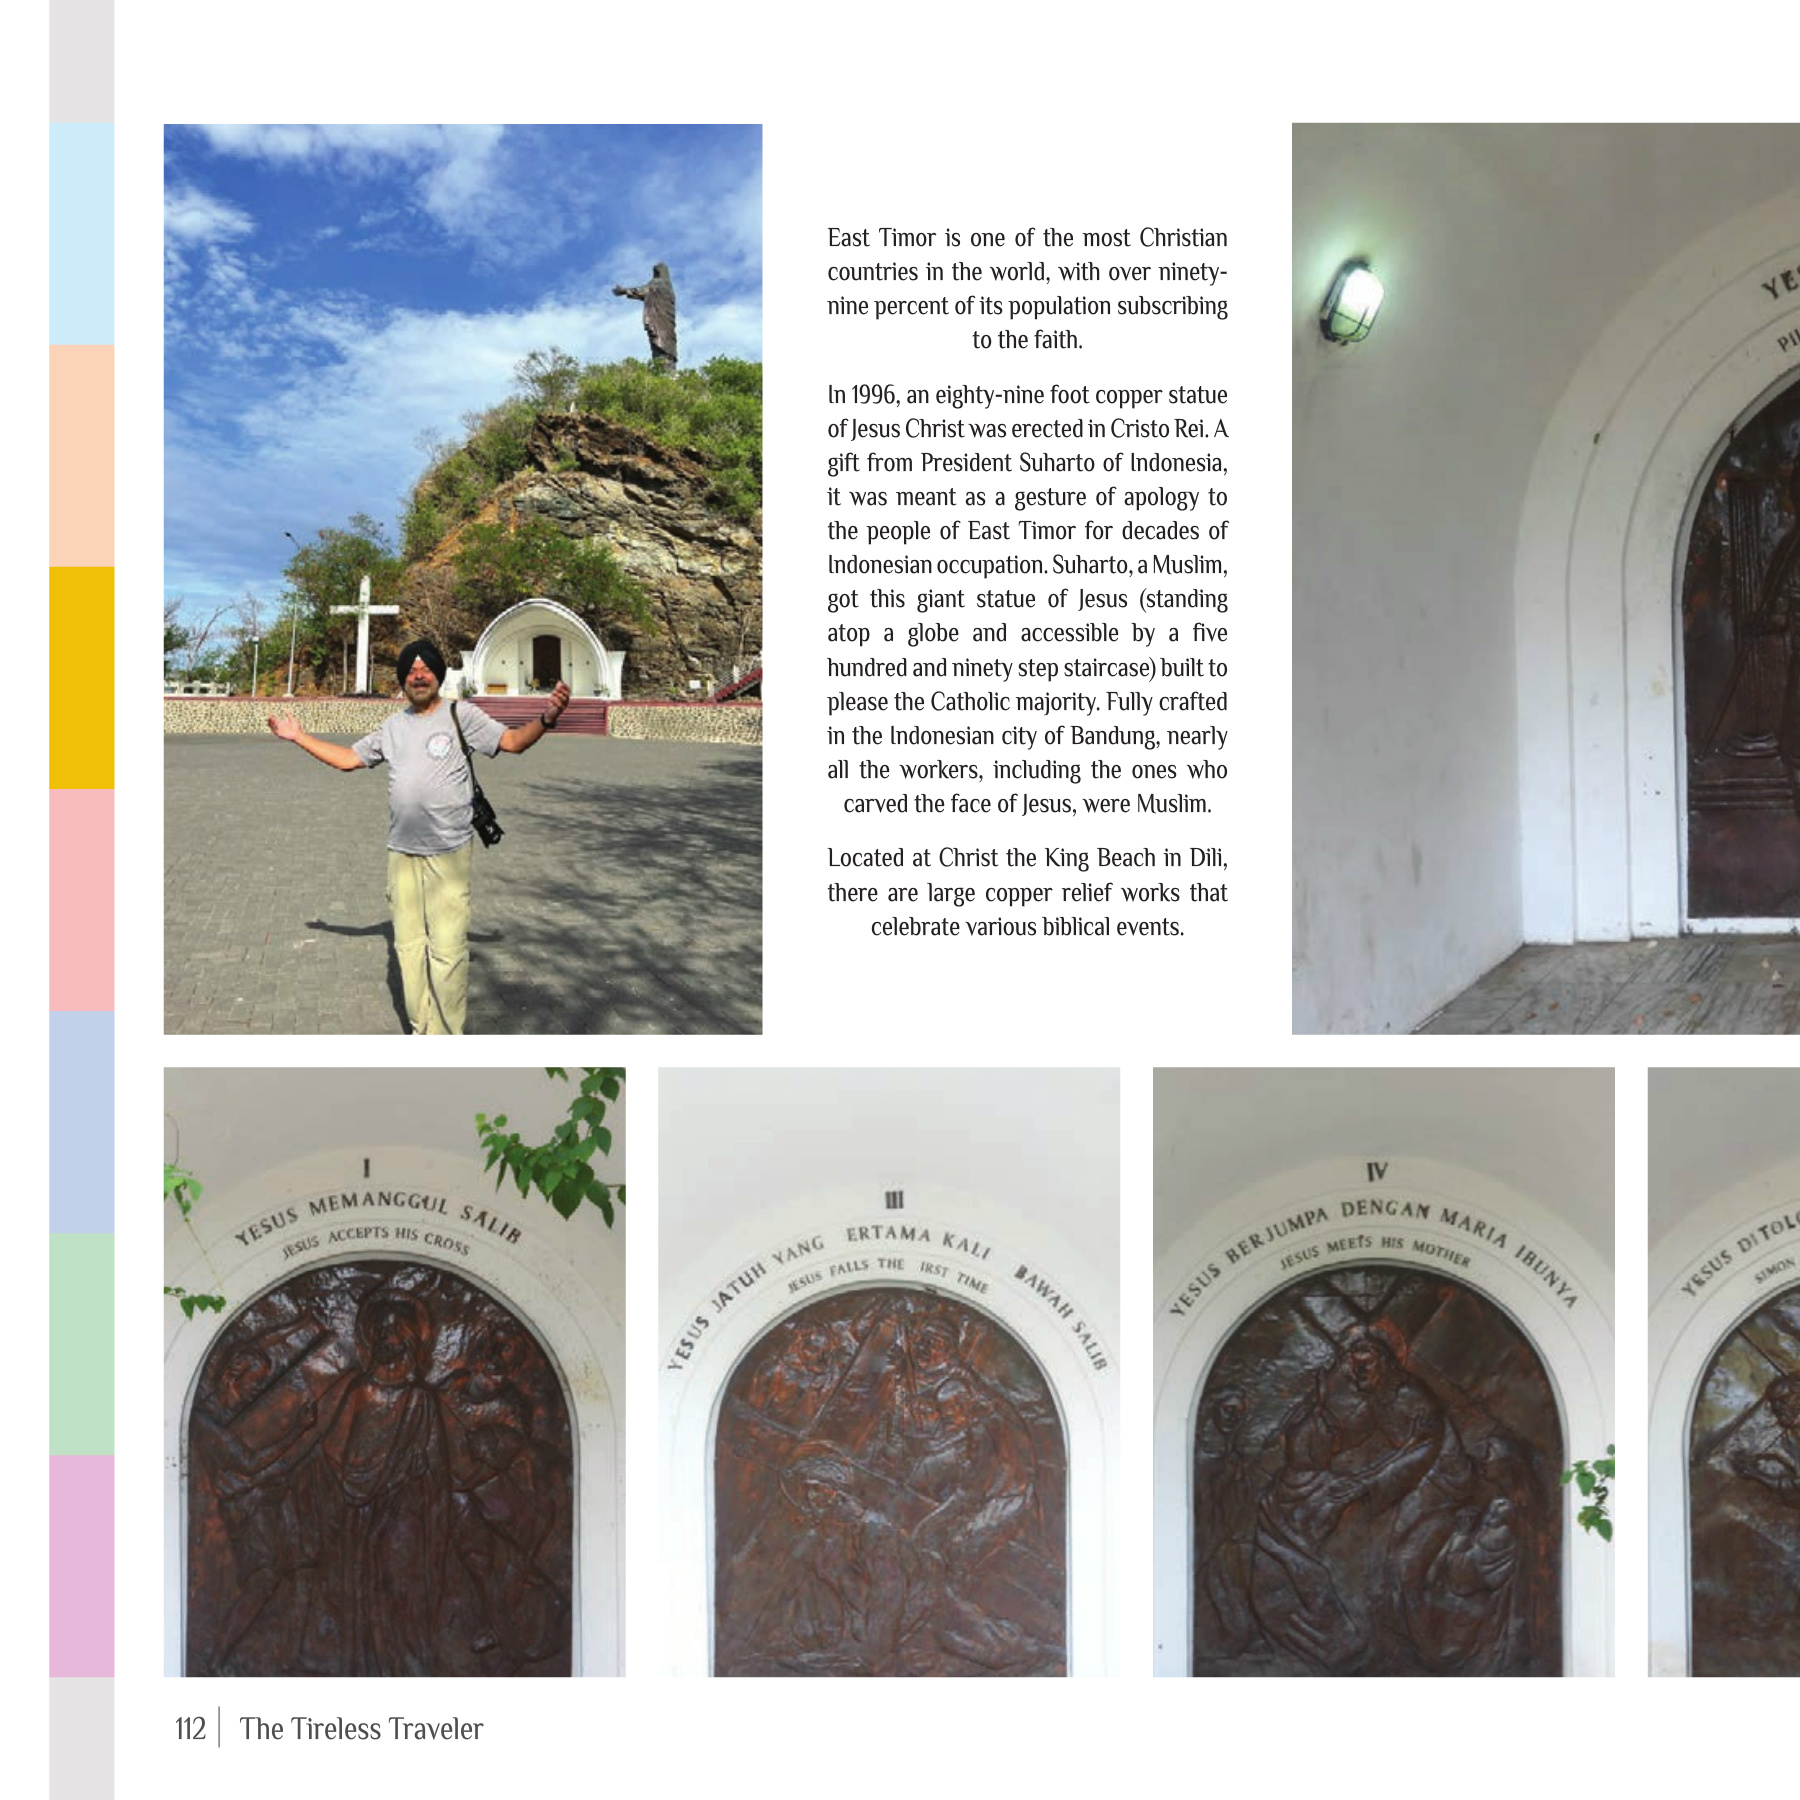 East Timor is one of the most Christian
countries in the world, with over ninety-
nine percent of its population subscribing
to the faith.
In 1996, an eighty-nine foot copper statue
of Jesus Christ was erected in Cristo Rei. A
gift from President Suharto of Indonesia,
it was meant as a gesture of apology to
the people of East Timor for decades of
Indonesian occupation. Suharto, a Muslim,
got this giant statue of Jesus (standing
atop a globe and accessible by a five
hundred and ninety step staircase) built to
please the Catholic majority. Fully crafted
in the Indonesian city of Bandung, nearly
all the workers, including the ones who
carved the face of Jesus, were Muslim.
Located at Christ the King Beach in Dili,
there are large copper relief works that
celebrate various biblical events.
I
YESUS MEMANGGUL SALIB
JESUS ACCEPTS HIS CROSS
III
YESUS JATUH YANG ERTAMA KALI BAWAH SALIB
JESUS FALLS THE IRST TIME
IV
YESUS BERJUMPA DENGAN MARIA IBUNYA
JESUS MEETS HIS MOTHER
YESUS
SIMON
112 | The Tireless Traveler